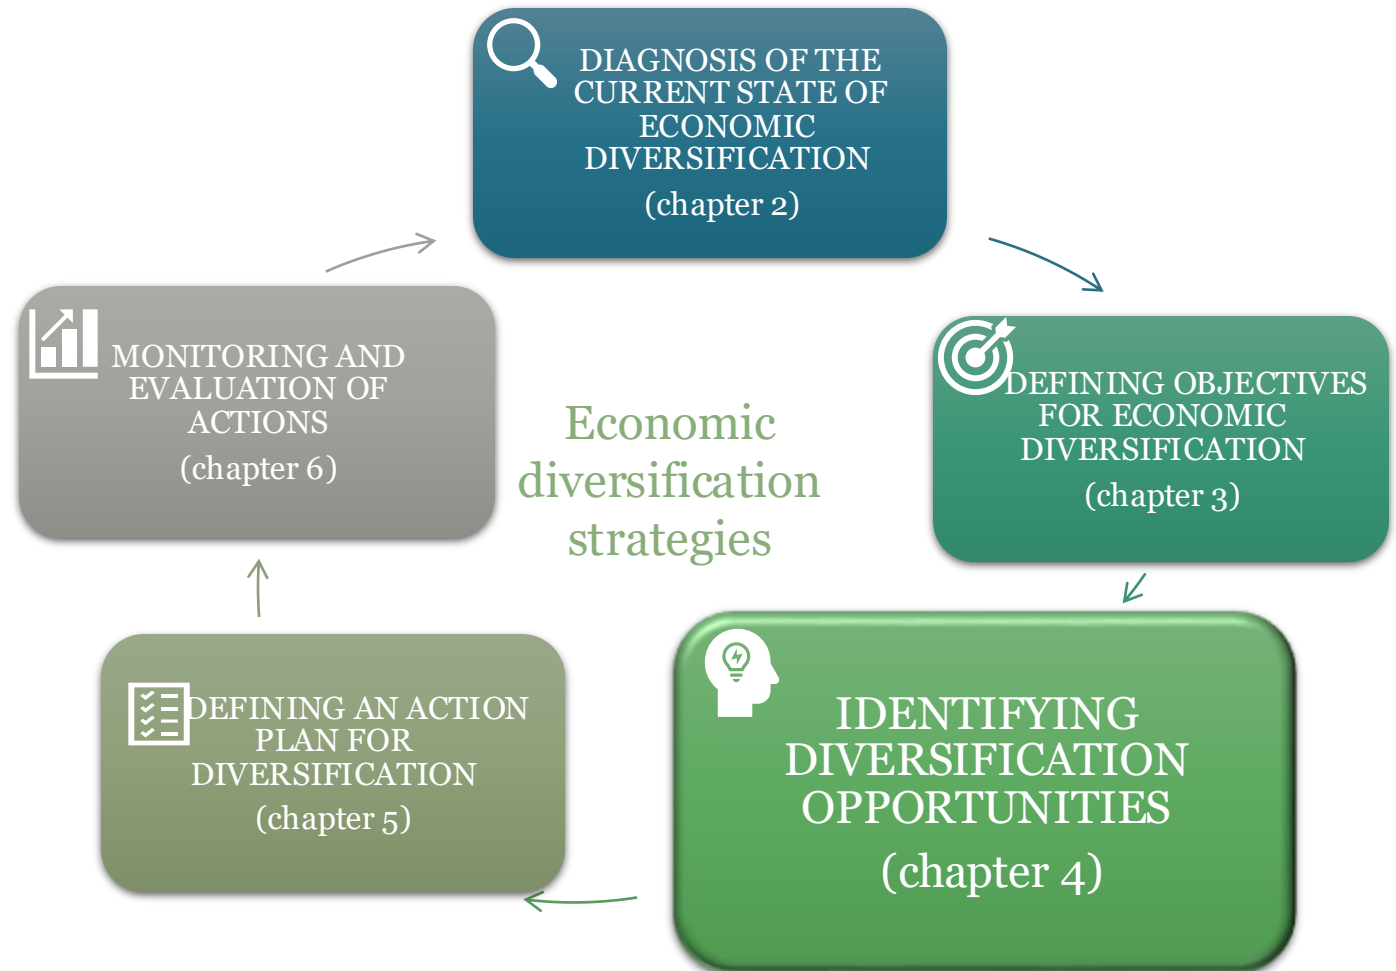 DIAGNOSIS OF THE
CURRENT STATE OF
ECONOMIC
DIVERSIFICATION
(chapter 2)
DEFINING OBJECTIVES
FOR ECONOMIC
DIVERSIFICATION
(chapter 3)
IDENTIFYING
DIVERSIFICATION
OPPORTUNITIES
(chapter 4)
DEFINING AN ACTION
PLAN FOR
DIVERSIFICATION
(chapter 5)
MONITORING AND
EVALUATION OF
ACTIONS
(chapter 6)
Economic
diversification
strategies